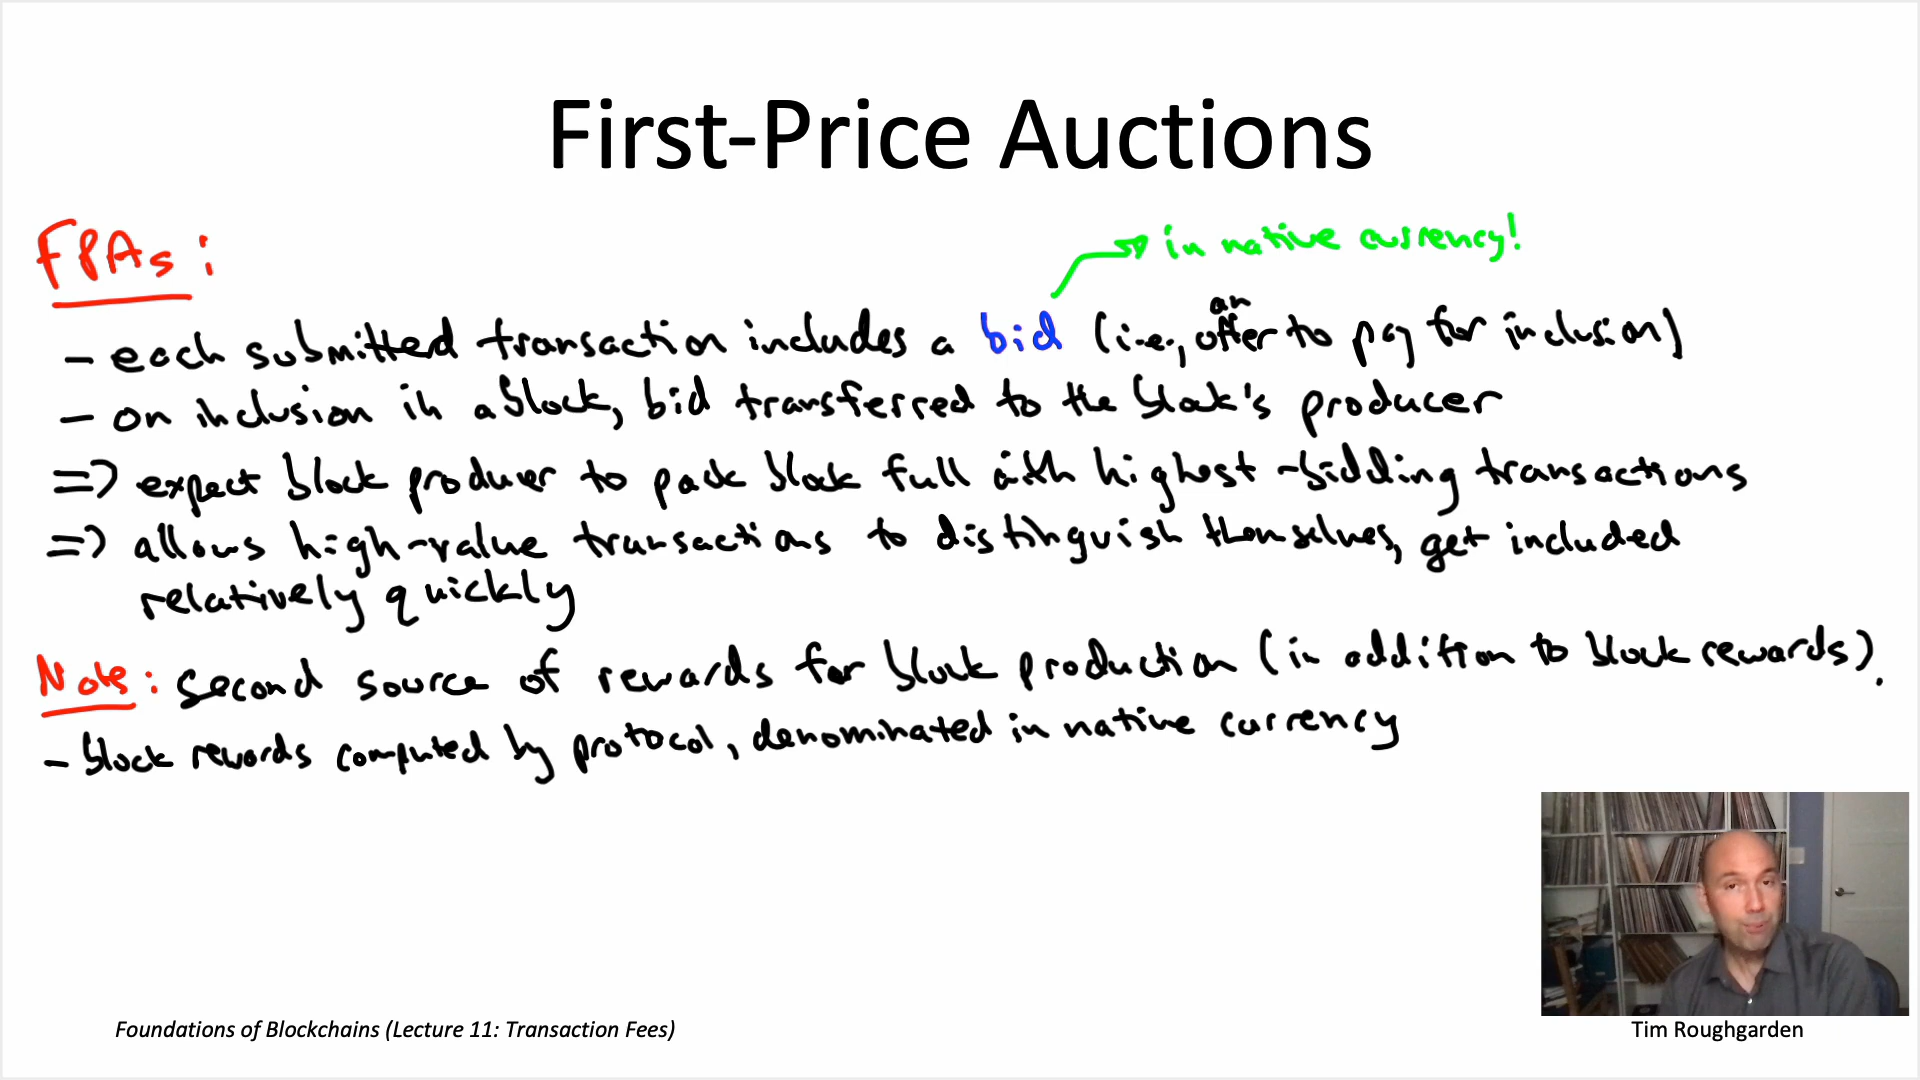 First-Price Auctions
FPAs:
in native currency!
- each submitted transaction includes a bid (i.e., an offer to pay for inclusion)
- on inclusion in a block, bid transferred to the block's producer
=> expect block producer to pack block full with highest-bidding transactions
=> allows high-value transactions to distinguish themselves, get included
relatively quickly
Note: second source of rewards for block production (in addition to block rewards).
- block rewards computed by protocol, denominated in native currency
Foundations of Blockchains (Lecture 11: Transaction Fees)
Tim Roughgarden